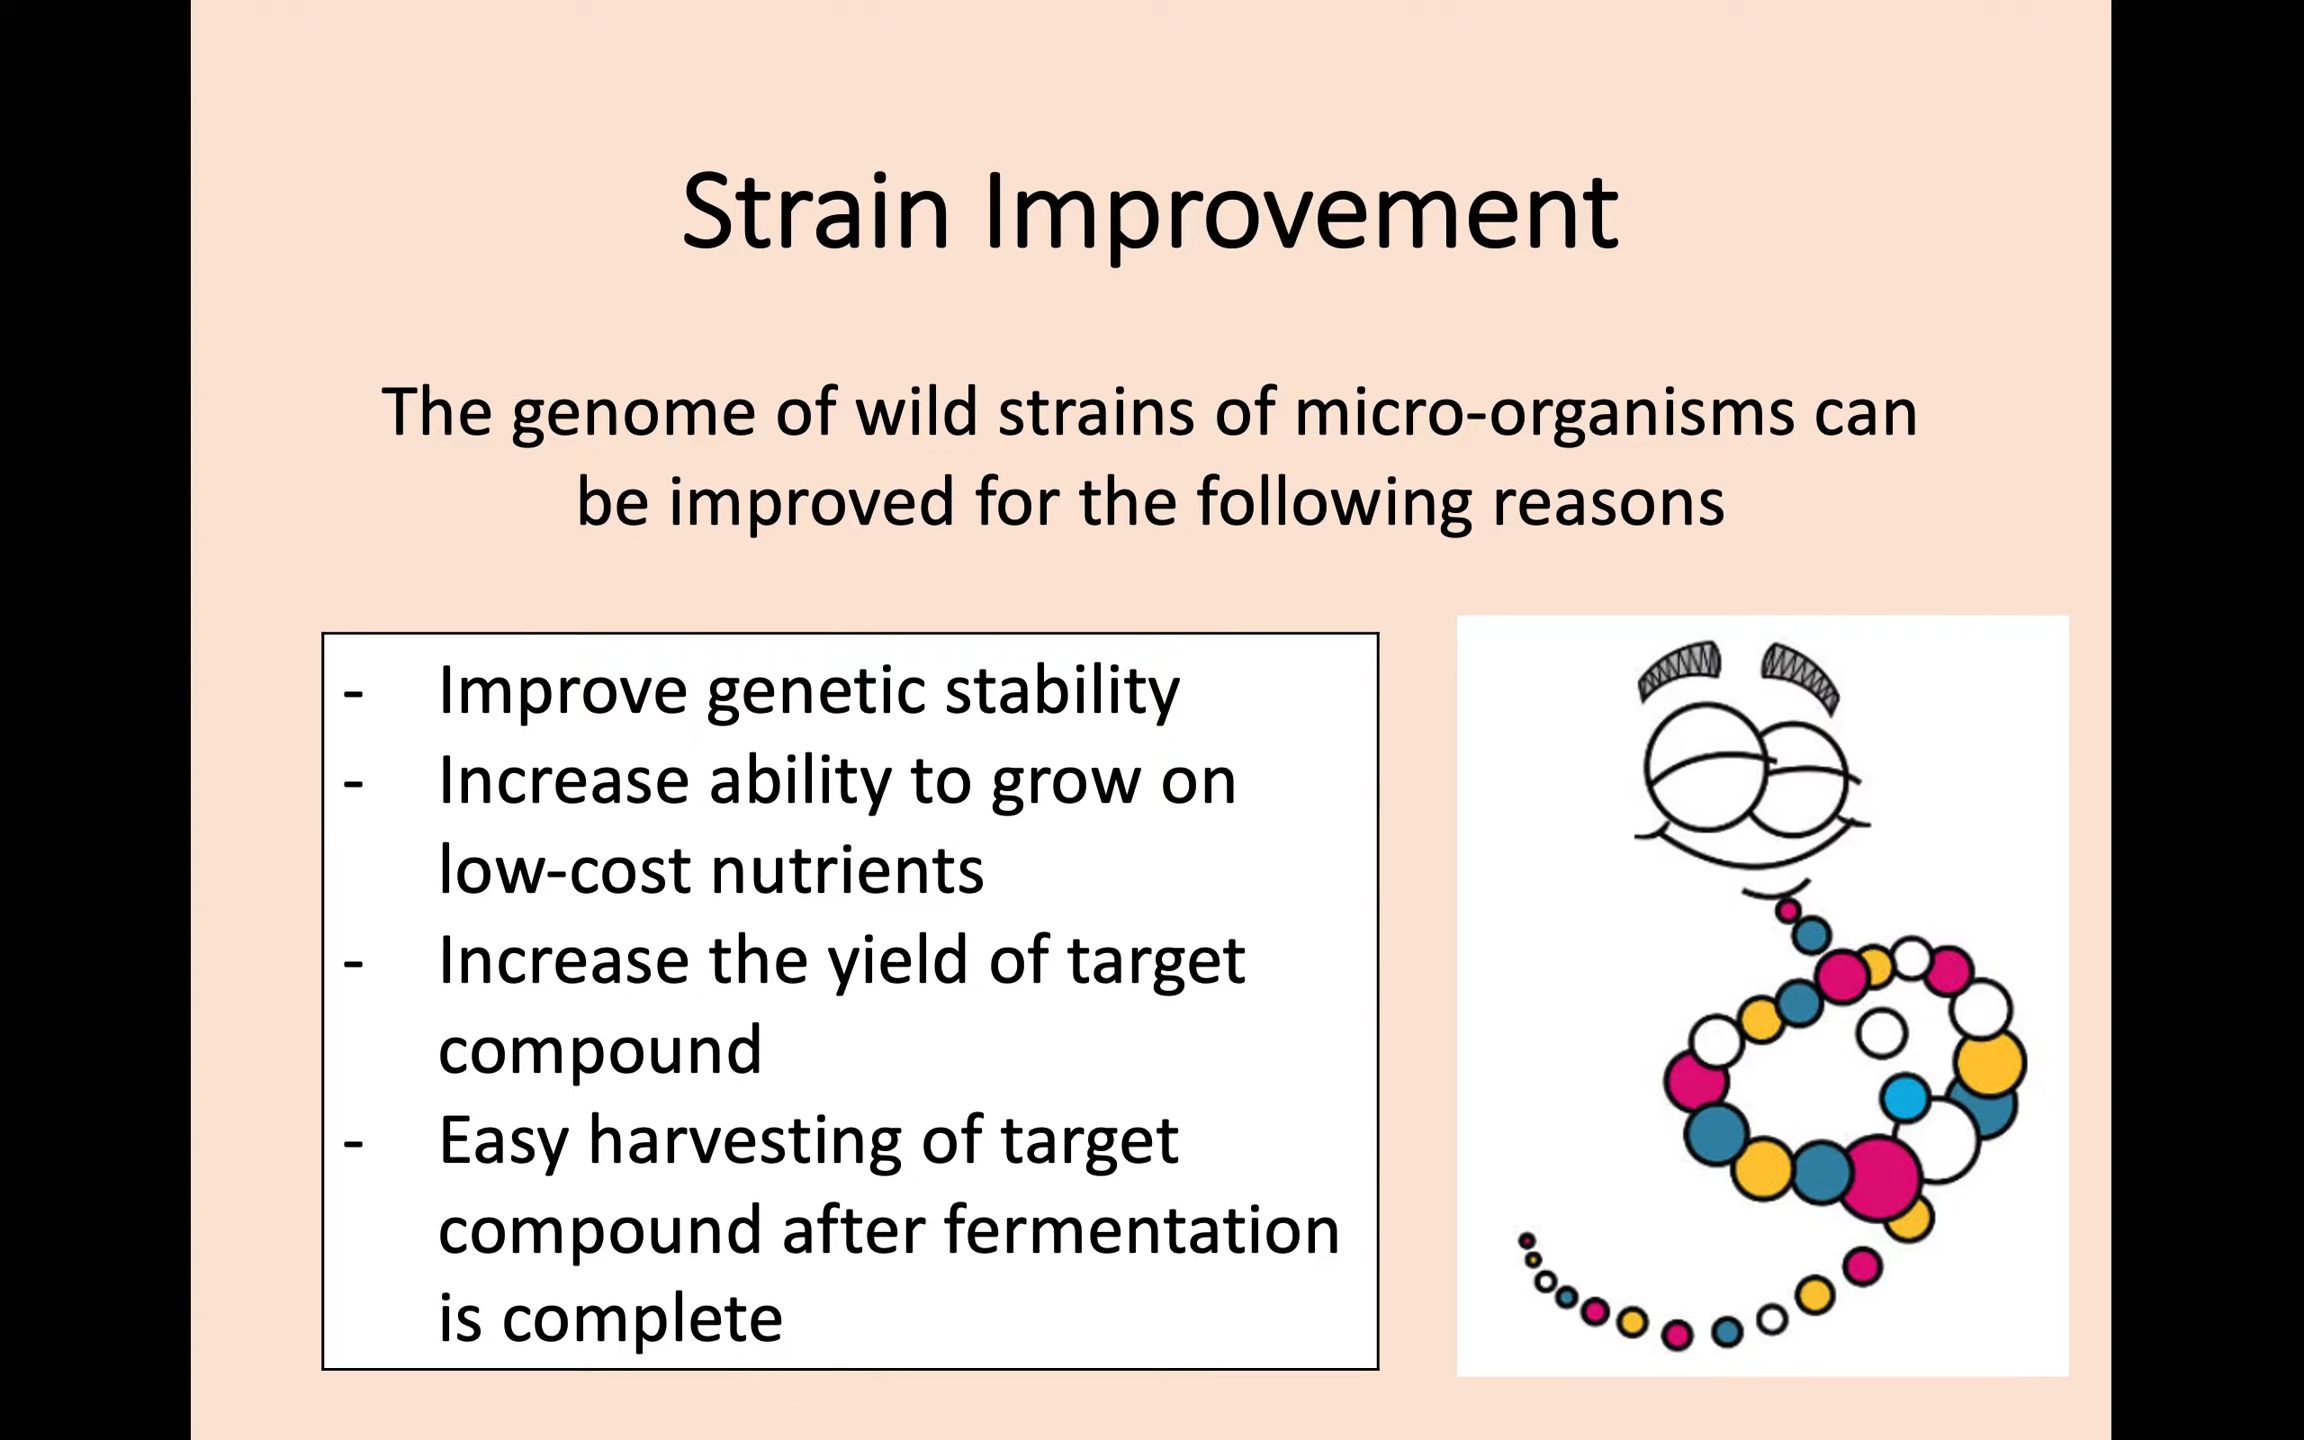 Strain Improvement
The genome of wild strains of micro-organisms can
be improved for the following reasons
- Improve genetic stability
- Increase ability to grow on
low-cost nutrients
- Increase the yield of target
compound
- Easy harvesting of target
compound after fermentation
is complete